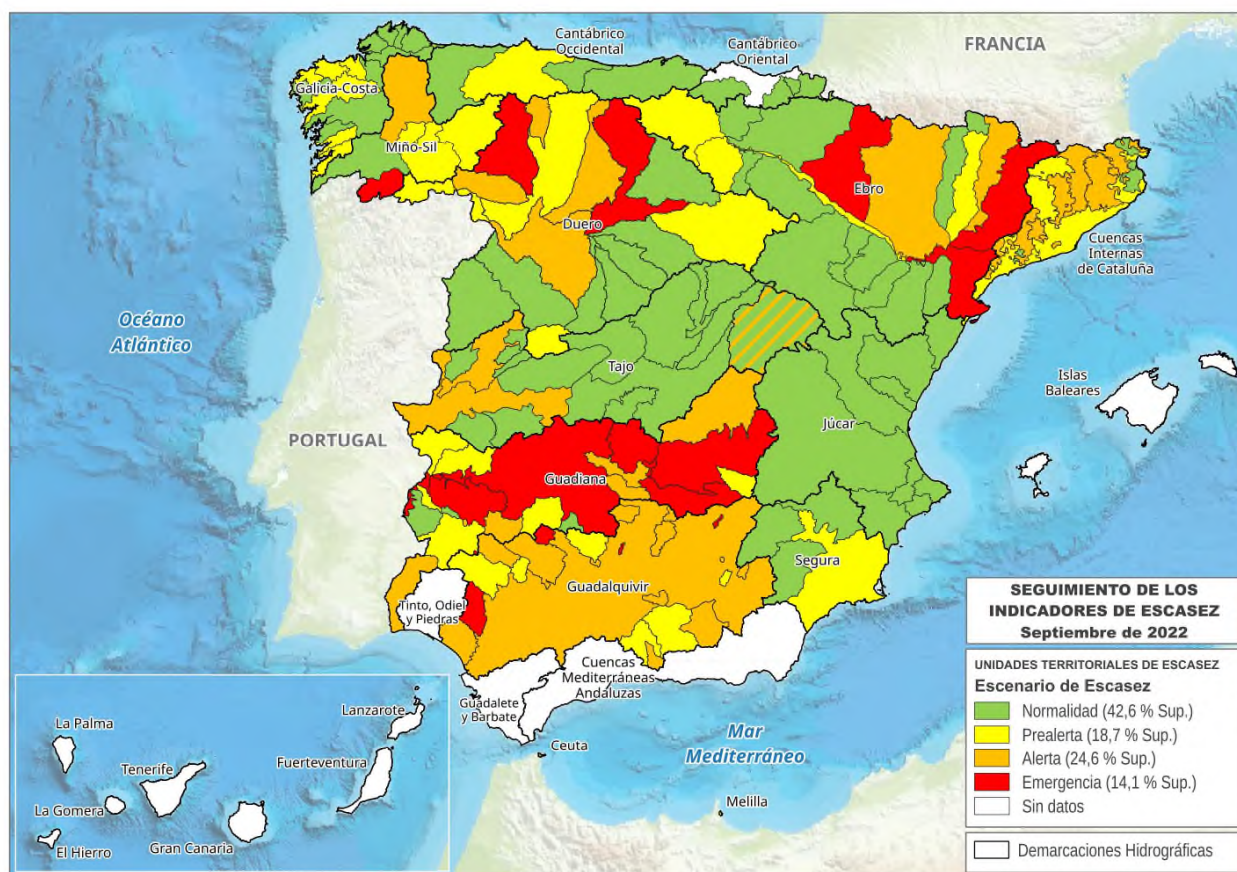 Cantábrico
Occidental
Cantábrico
Oriental
FRANCIA
Galicia-Costa
Miño-Sil
Ebro
Duero
Cuencas
Internas
de Cataluña
Océano
Atlántico
Tajo
Islas
Baleares
PORTUGAL
Júcar
Guadiana
Segura
Guadalquivir
Tinto, Odiel
y Piedras
Cuencas
Mediterráneas
Andaluzas
Guadalete
y Barbate
Ceuta
Mar
Mediterráneo
Melilla
La Palma
Lanzarote
Tenerife
Fuerteventura
La Gomera
El Hierro
Gran Canaria
SEGUIMIENTO DE LOS
INDICADORES DE ESCASEZ
Septiembre de 2022
UNIDADES TERRITORIALES DE ESCASEZ
Escenario de Escasez
Normalidad (42,6 % Sup.)
Prealerta (18,7 % Sup.)
Alerta (24,6 % Sup.)
Emergencia (14,1 % Sup.)
Sin datos
Demarcaciones Hidrográficas